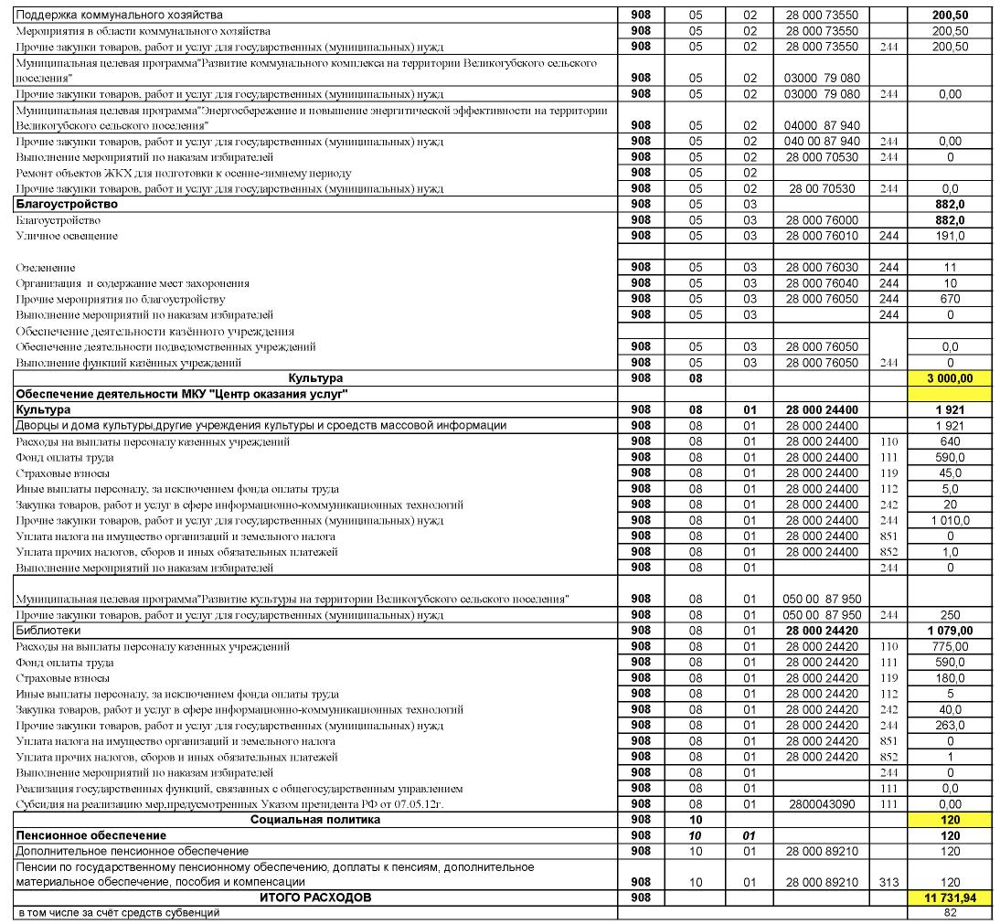 Поддержка коммунального хозяйства 908 05 02 28 000 73550 200,50
Мероприятия в области коммунального хозяйства 908 05 02 28 000 73550 200,50
Прочие закупки товаров, работ и услуг для государственных (муниципальных) нужд 908 05 02 28 000 73550 244 200,50
Муниципальная целевая программа"Развитие коммунального комплекса на территории Великогубского сельского
поселения" 908 05 02 03000 79 080
Прочие закупки товаров, работ и услуг для государственных (муниципальных) нужд 908 05 02 03000 79 080 244 0,00
Муниципальная целевая программа"Энергосбережение и повышение энергитической эффективности на территории
Великогубского сельского поселения" 908 05 02 04000 87 940
Прочие закупки товаров, работ и услуг для государственных (муниципальных) нужд 908 05 02 040 00 87 940 244 0,00
Выполнение мероприятий по наказам избирателей 908 05 02 28 000 70530 244 0
Ремонт объектов ЖКХ для подготовки к осенне-зимнему периоду 908 05 02
Прочие закупки товаров, работ и услуг для государственных (муниципальных) нужд 908 05 02 28 00 70530 244 0,0
Благоустройство 908 05 03 882,0
Благоустройство 908 05 03 28 000 76000 882,0
Уличное освещение 908 05 03 28 000 76010 244 191,0
Озеленение 908 05 03 28 000 76030 244 11
Организация и содержание мест захоронения 908 05 03 28 000 76040 244 10
Прочие мероприятия по благоустройству 908 05 03 28 000 76050 244 670
Выполнение мероприятий по наказам избирателей 908 05 03 244 0
Обеспечение деятельности казённого учреждения
Обеспечение деятельности подведомственных учреждений 908 05 03 28 000 76050 0,0
Выполнение функций казённых учреждений 908 05 03 28 000 76050 244 0
Культура 908 08 3 000,00
Обеспечение деятельности МКУ "Центр оказания услуг"
Культура 908 08 01 28 000 24400 1 921
Дворцы и дома культуры,другие учреждения культуры и сроедств массовой информации 908 08 01 28 000 24400 1 921
Расходы на выплаты персоналу казенных учреждений 908 08 01 28 000 24400 110 640
Фонд оплаты труда 908 08 01 28 000 24400 111 590,0
Страховые взносы 908 08 01 28 000 24400 119 45,0
Иные выплаты персоналу, за исключением фонда оплаты труда 908 08 01 28 000 24400 112 5,0
Закупка товаров, работ и услуг в сфере информационно-коммуникационных технологий 908 08 01 28 000 24400 242 20
Прочие закупки товаров, работ и услуг для государственных (муниципальных) нужд 908 08 01 28 000 24400 244 1 010,0
Уплата налога на имущество организаций и земельного налога 908 08 01 28 000 24400 851 0
Уплата прочих налогов, сборов и иных обязательных платежей 908 08 01 28 000 24400 852 1,0
Выполнение мероприятий по наказам избирателей 908 08 01 244 0
Муниципальная целевая программа"Развитие культуры на территории Великогубского сельского поселения" 908 08 01 050 00 87 950
Прочие закупки товаров, работ и услуг для государственных (муниципальных) нужд 908 08 01 050 00 87 950 244 250
Библиотеки 908 08 01 28 000 24420 1 079,00
Расходы на выплаты персоналу казенных учреждений 908 08 01 28 000 24420 110 775,00
Фонд оплаты труда 908 08 01 28 000 24420 111 590,0
Страховые взносы 908 08 01 28 000 24420 119 180,0
Иные выплаты персоналу, за исключением фонда оплаты труда 908 08 01 28 000 24420 112 5
Закупка товаров, работ и услуг в сфере информационно-коммуникационных технологий 908 08 01 28 000 24420 242 40,0
Прочие закупки товаров, работ и услуг для государственных (муниципальных) нужд 908 08 01 28 000 24420 244 263,0
Уплата налога на имущество организаций и земельного налога 908 08 01 28 000 24420 851 0
Уплата прочих налогов, сборов и иных обязательных платежей 908 08 01 28 000 24420 852 1
Выполнение мероприятий по наказам избирателей 908 08 01 244 0
Реализация государственных функций, связанных с общегосударственным управлением 908 08 01 111 0,0
Субсидия на реализацию мер,предусмотренных Указом президента РФ от 07.05.12г. 908 08 01 2800043090 111 0,00
Социальная политика 908 10 120
Пенсионное обеспечение 908 10 01 120
Дополнительное пенсионное обеспечение 908 10 01 28 000 89210 120
Пенсии по государственному пенсионному обеспечению, доплаты к пенсиям, дополнительное
материальное обеспечение, пособия и компенсации 908 10 01 28 000 89210 313 120
ИТОГО РАСХОДОВ 908 11 731,94
в том числе за счёт средств субвенций 82